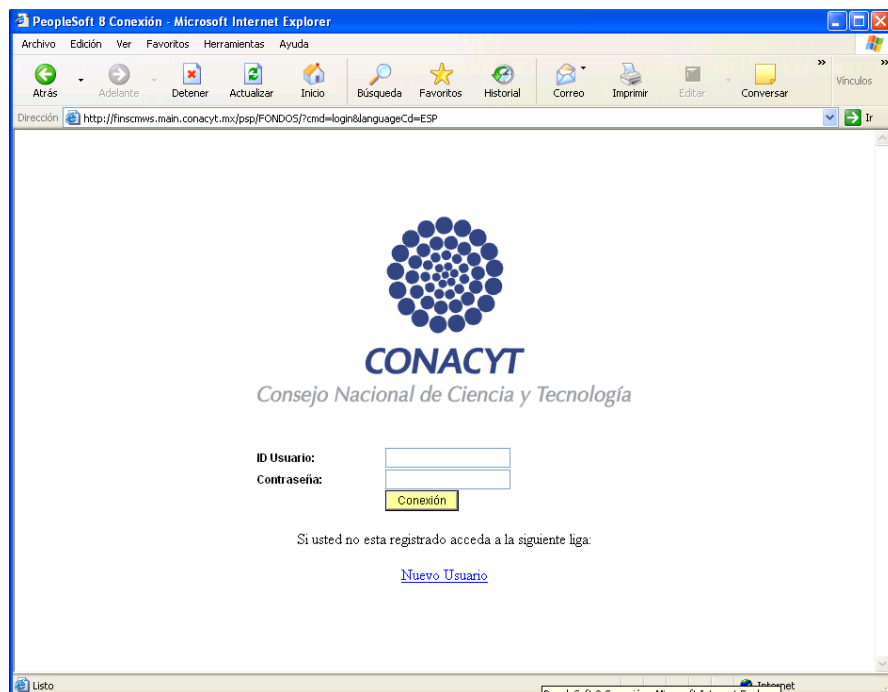 PeopleSoft 8 Conexión - Microsoft Internet Explorer
Archivo Edición Ver Favoritos Herramientas Ayuda
Atrás Adelante Detener Actualizar Inicio Búsqueda Favoritos Historial Correo Imprimir Editar Conversar » Vínculos »
Dirección http://finscmws.main.conacyt.mx/psp/FONDOS/?cmd=login&languageCd=ESP Ir
CONACYT
Consejo Nacional de Ciencia y Tecnología
ID Usuario:
Contraseña:
Conexión
Si usted no esta registrado acceda a la siguiente liga:
Nuevo Usuario
Listo